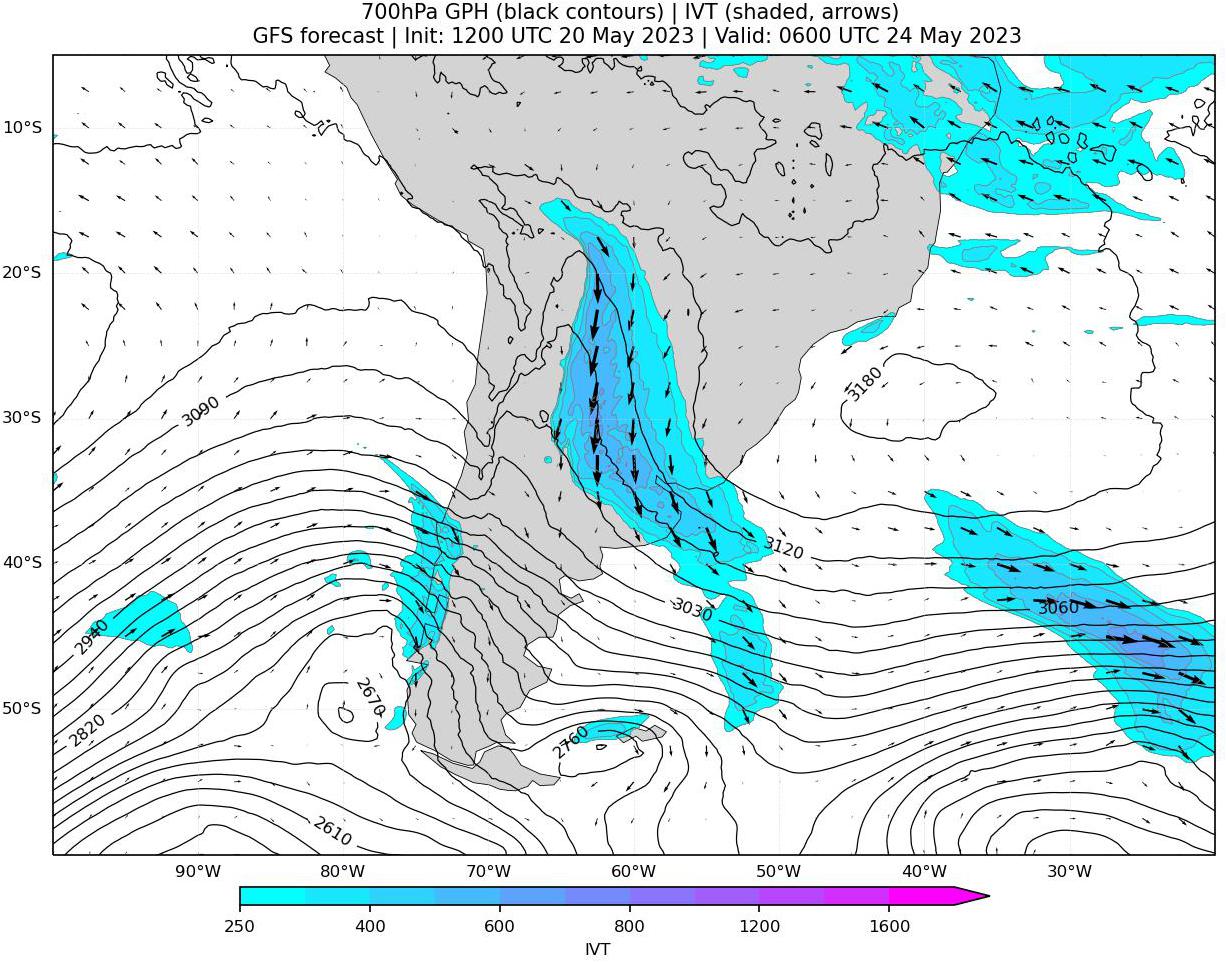 700hPa GPH (black contours) | IVT (shaded, arrows)
GFS forecast | Init: 1200 UTC 20 May 2023 | Valid: 0600 UTC 24 May 2023
10°S
20°S
3180
3090
30°S
3120
40°S
3030
3060
2940
2670
50°S
2820
2760
2610
90°W 80°W 70°W 60°W 50°W 40°W 30°W
250 400 600 800 1200 1600
IVT